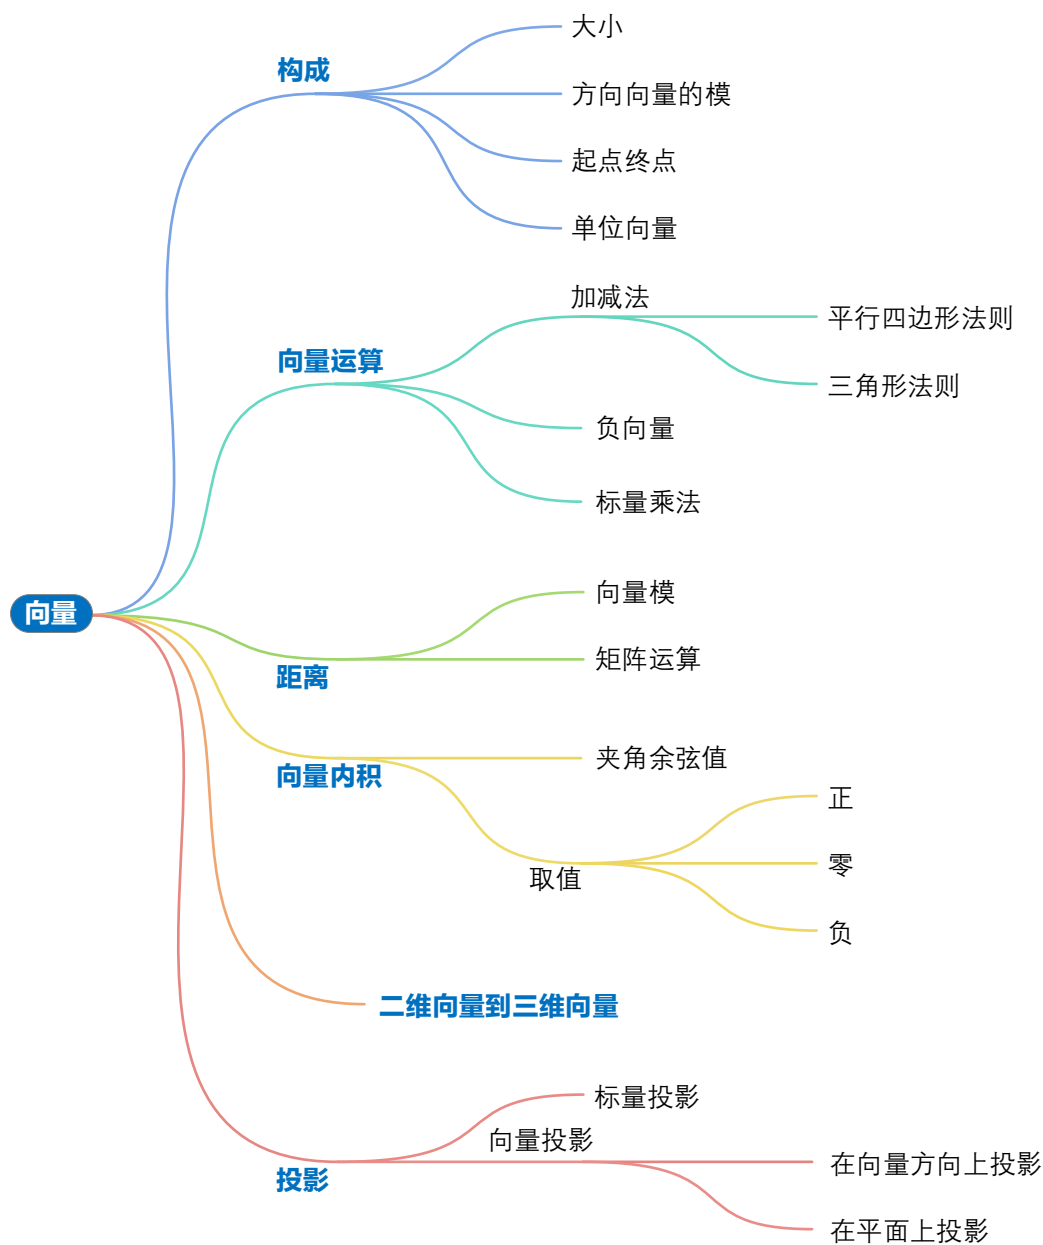 大小
构成
方向向量的模
起点终点
单位向量
加减法
平行四边形法则
向量运算
三角形法则
负向量
标量乘法
向量
向量模
矩阵运算
距离
夹角余弦值
向量内积
正
零
取值
负
二维向量到三维向量
标量投影
向量投影
在向量方向上投影
投影
在平面上投影